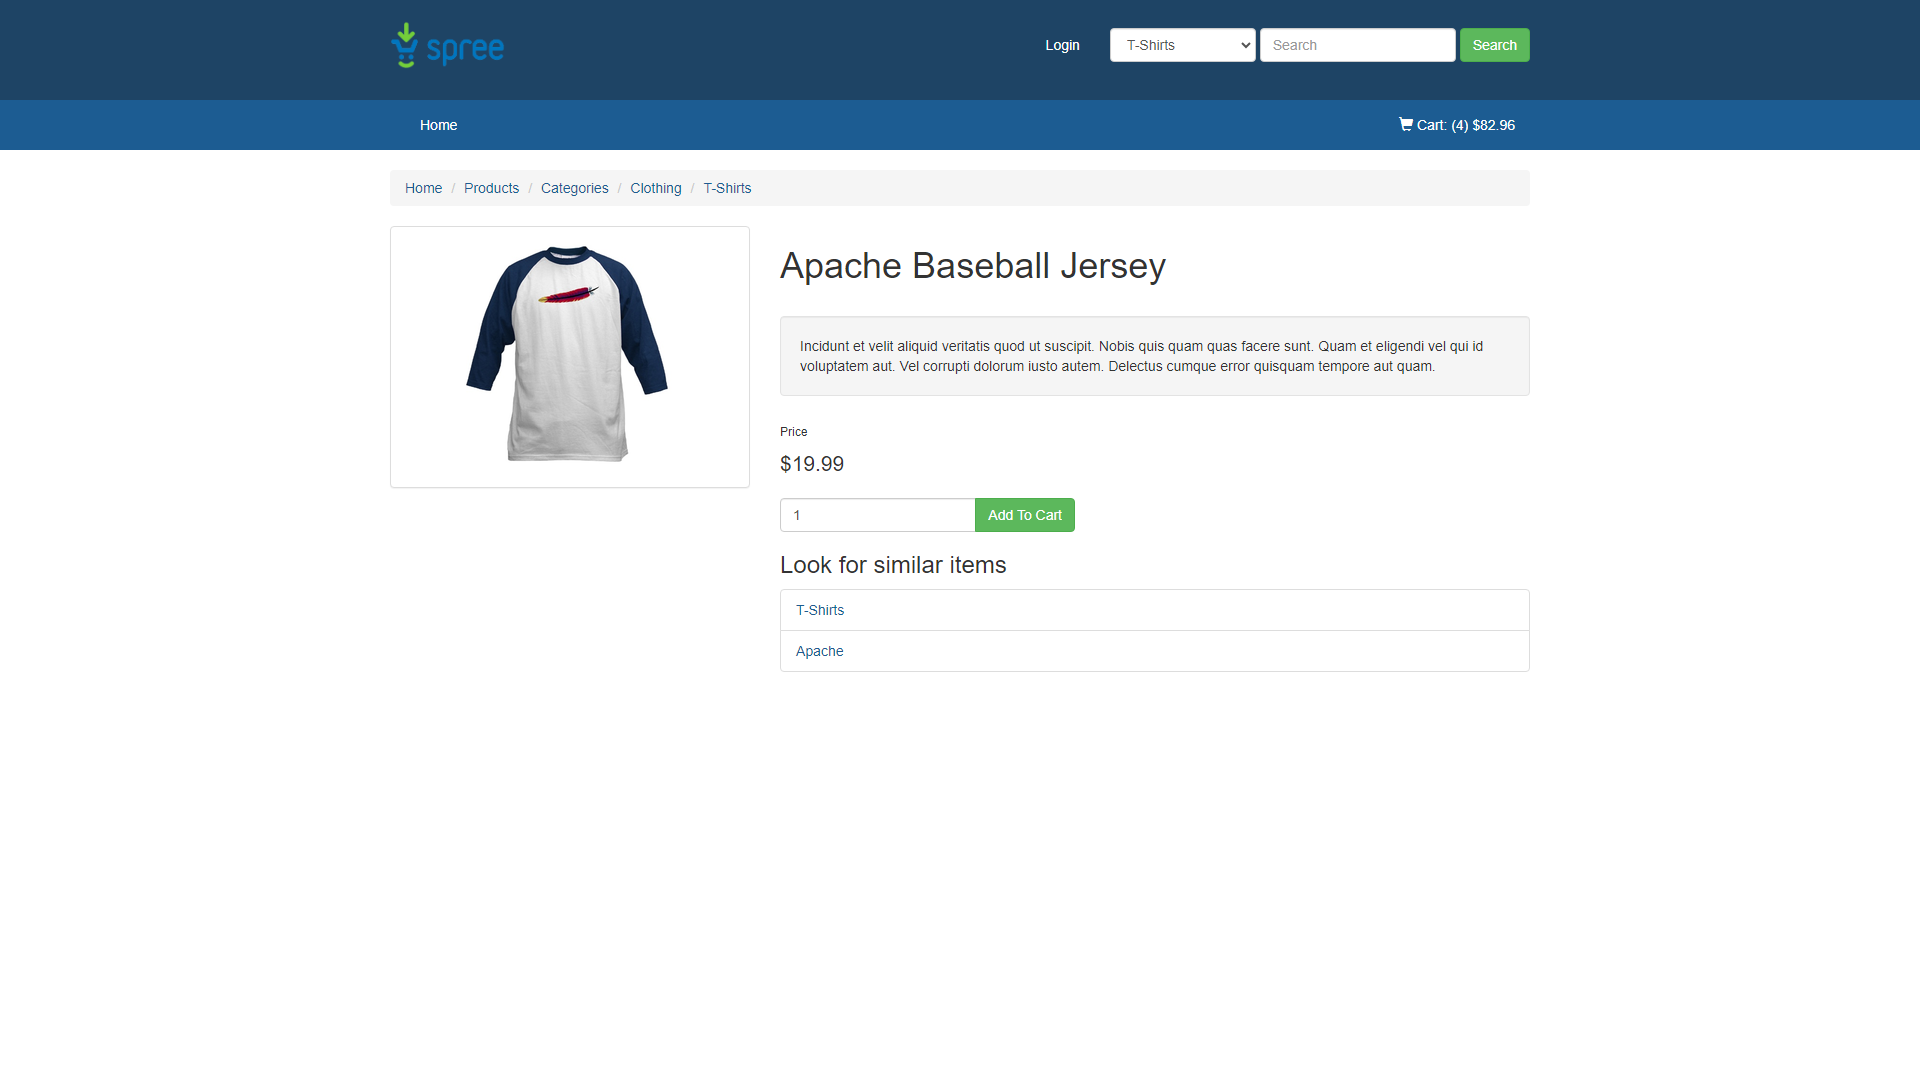 spree
Login
T-Shirts
Search
Search
Home
Cart: (4) $82.96
Home / Products / Categories / Clothing / T-Shirts
Apache Baseball Jersey
Incidunt et velit aliquid veritatis quod ut suscipit. Nobis quis quam quas facere sunt. Quam et eligendi vel qui id
voluptatem aut. Vel corrupti dolorum iusto autem. Delectus cumque error quisquam tempore aut quam.
Price
$19.99
1
Add To Cart
Look for similar items
T-Shirts
Apache